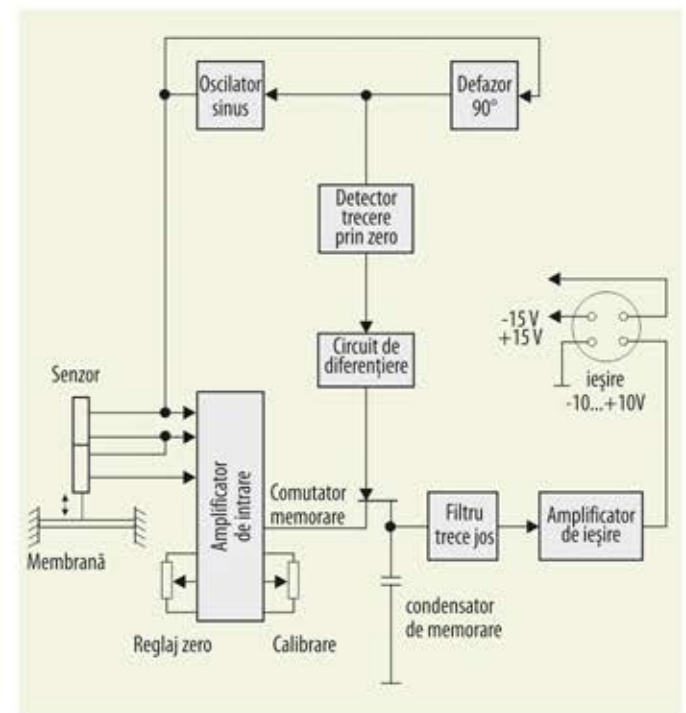 Oscilator
sinus
Defazor
90°
Detector
trecere
prin zero
-15 V
+15 V
ieșire
-10...+10V
Circuit de
diferențiere
Senzor
Amplificator
de intrare
Comutator
memorare
Filtru
trece jos
Amplificator
de ieșire
Membrană
condensator
de memorare
Reglaj zero
Calibrare